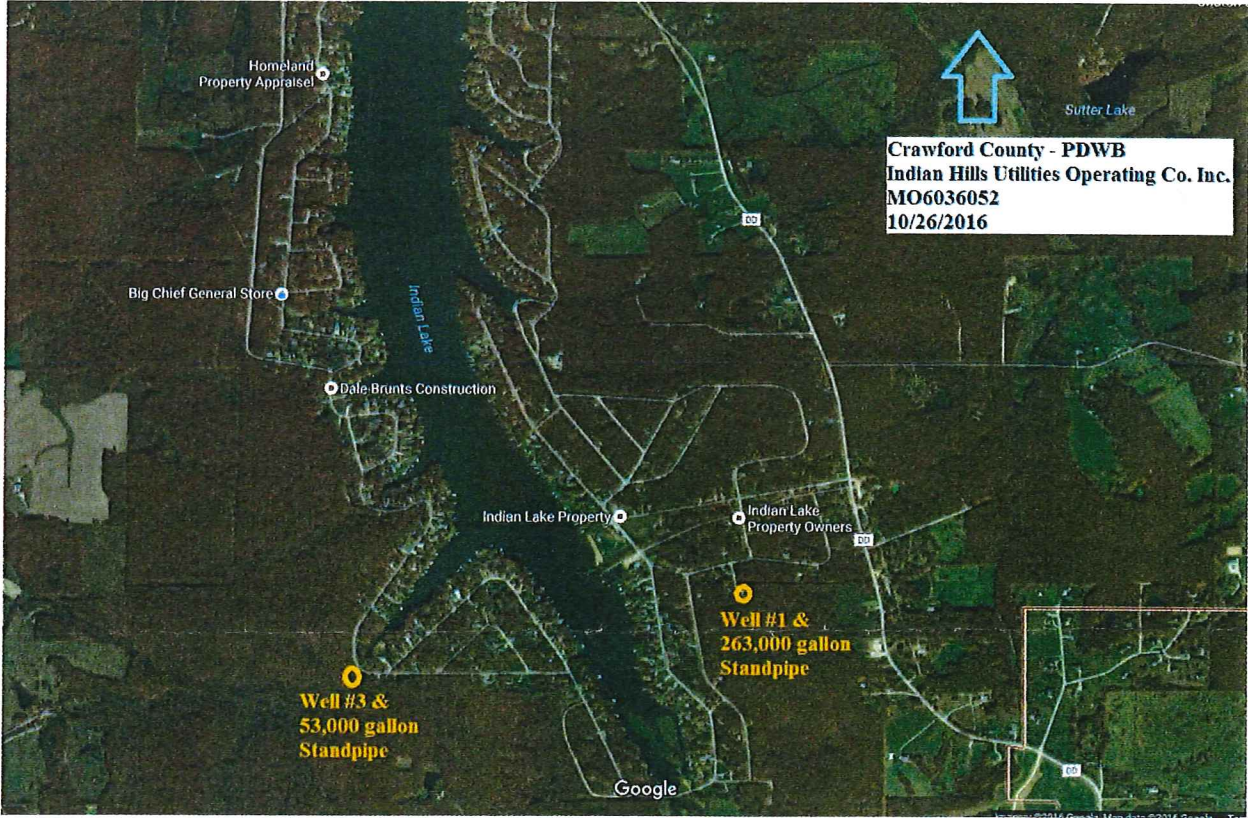 Homeland
Property Appraisel
Sutter Lake
Crawford County - PDWB
Indian Hills Utilities Operating Co. Inc.
MO6036052
10/26/2016
DD
Big Chief General Store
Indian Lake
Dale Brunts Construction
Indian Lake Property
Indian Lake
Property Owners
DD
Well #1 &
263,000 gallon
Standpipe
Well #3 &
53,000 gallon
Standpipe
DD
Google